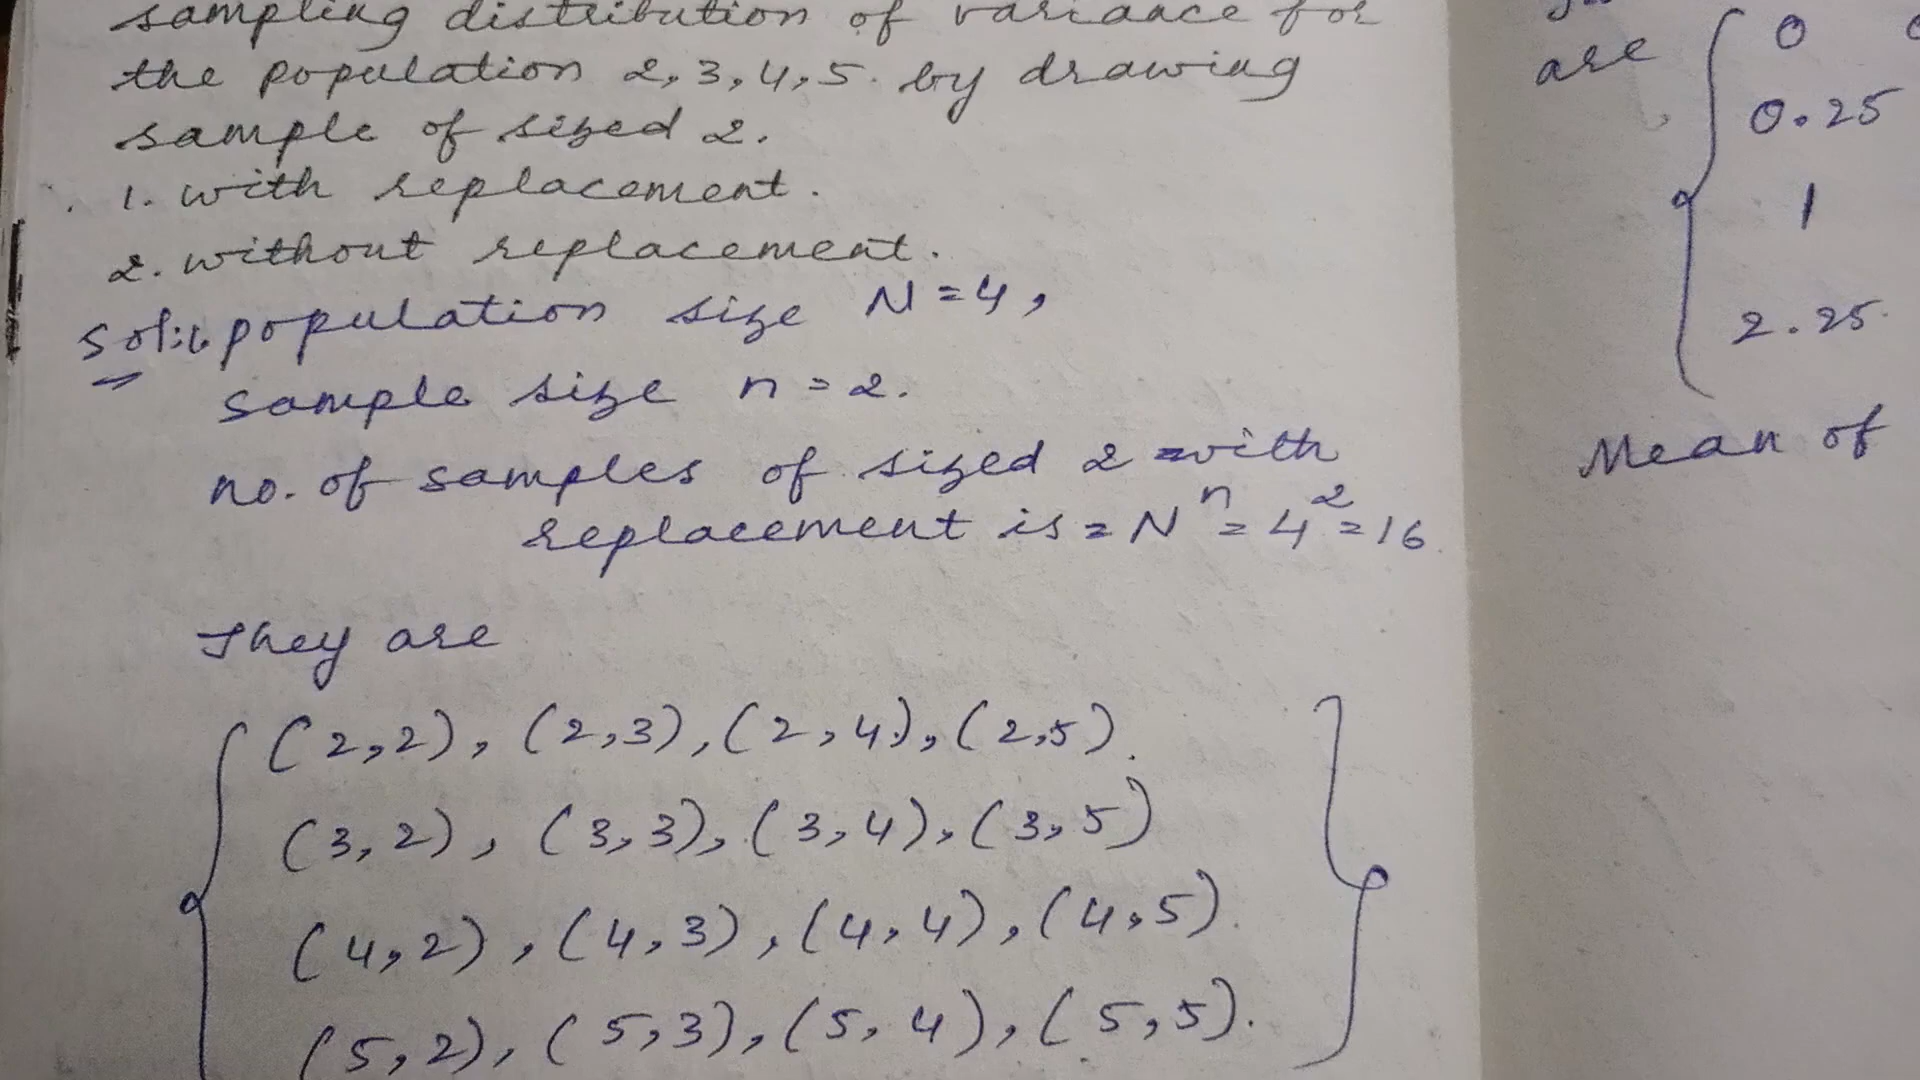 sampling distribution of variance for
the population 2, 3, 4, 5. by drawing
sample of sized 2.
1. with replacement.
2. without replacement.
Sol:- population size N = 4,
sample size n = 2.
no. of samples of sized 2 with
replacement is = Nⁿ = 4² = 16
They are
(2,2), (2,3), (2,4), (2,5).
(3,2), (3,3), (3,4), (3,5)
(4,2), (4,3), (4,4), (4,5).
(5,2), (5,3), (5,4), (5,5).
are
0
0.25
1
2.25
Mean of